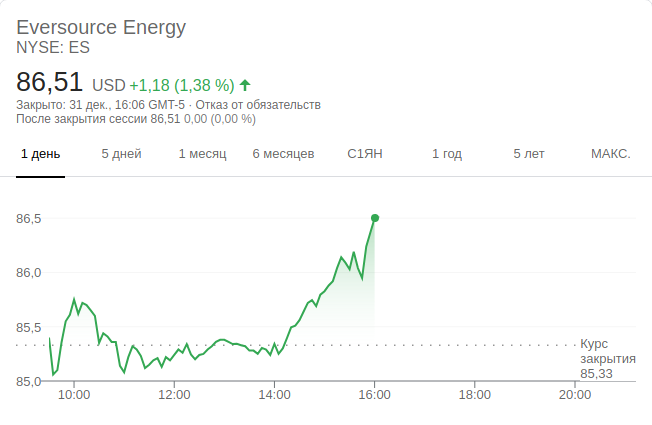 Eversource Energy
NYSE: ES
86,51 USD +1,18 (1,38 %)
Закрыто: 31 дек., 16:06 GMT-5 · Отказ от обязательств
После закрытия сессии 86,51 0,00 (0,00 %)
1 день 5 дней 1 месяц 6 месяцев С1ЯН 1 год 5 лет МАКС.
86,5
86,0
85,5
85,0
Курс
закрытия
85,33
10:00 12:00 14:00 16:00 18:00 20:00